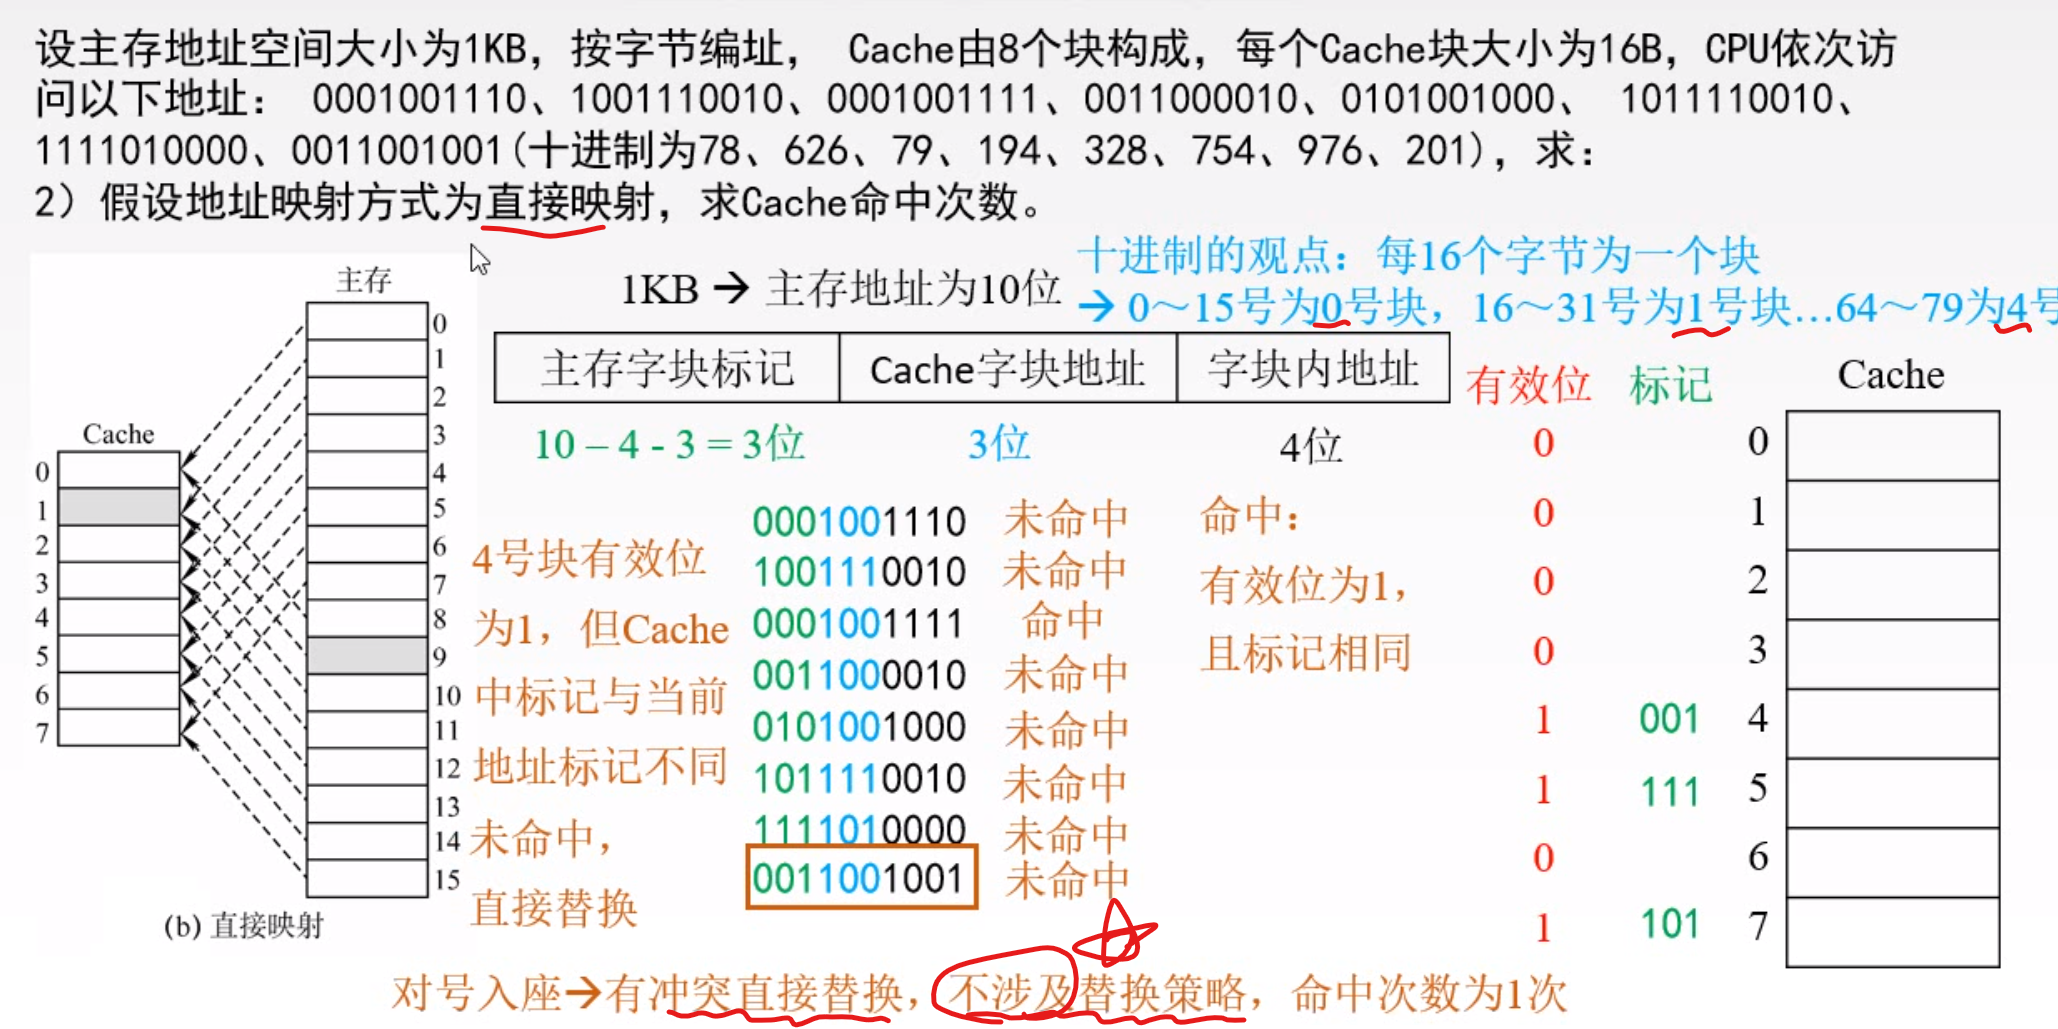 设主存地址空间大小为1KB，按字节编址， Cache由8个块构成，每个Cache块大小为16B，CPU依次访
问以下地址： 0001001110、1001110010、0001001111、0011000010、0101001000、 1011110010、
1111010000、0011001001(十进制为78、626、79、194、328、754、976、201)，求：
2）假设地址映射方式为直接映射，求Cache命中次数。
十进制的观点：每16个字节为一个块
1KB → 主存地址为10位
→ 0～15号为0号块，16～31号为1号块…64～79为4号
主存字块标记 Cache字块地址 字块内地址
10 – 4 - 3 = 3位 3位 4位
主存
0
1
2
3
4
5
6
7
8
9
10
11
12
13
14
15
Cache
0
1
2
3
4
5
6
7
(b) 直接映射
4号块有效位
为1，但Cache
中标记与当前
地址标记不同
未命中，
直接替换
0001001110 未命中
1001110010 未命中
0001001111 命中
0011000010 未命中
0101001000 未命中
1011110010 未命中
1111010000 未命中
0011001001 未命中
命中：
有效位为1，
且标记相同
有效位 标记 Cache
0 0
0 1
0 2
0 3
1 001 4
1 111 5
0 6
1 101 7
对号入座→有冲突直接替换，不涉及替换策略，命中次数为1次